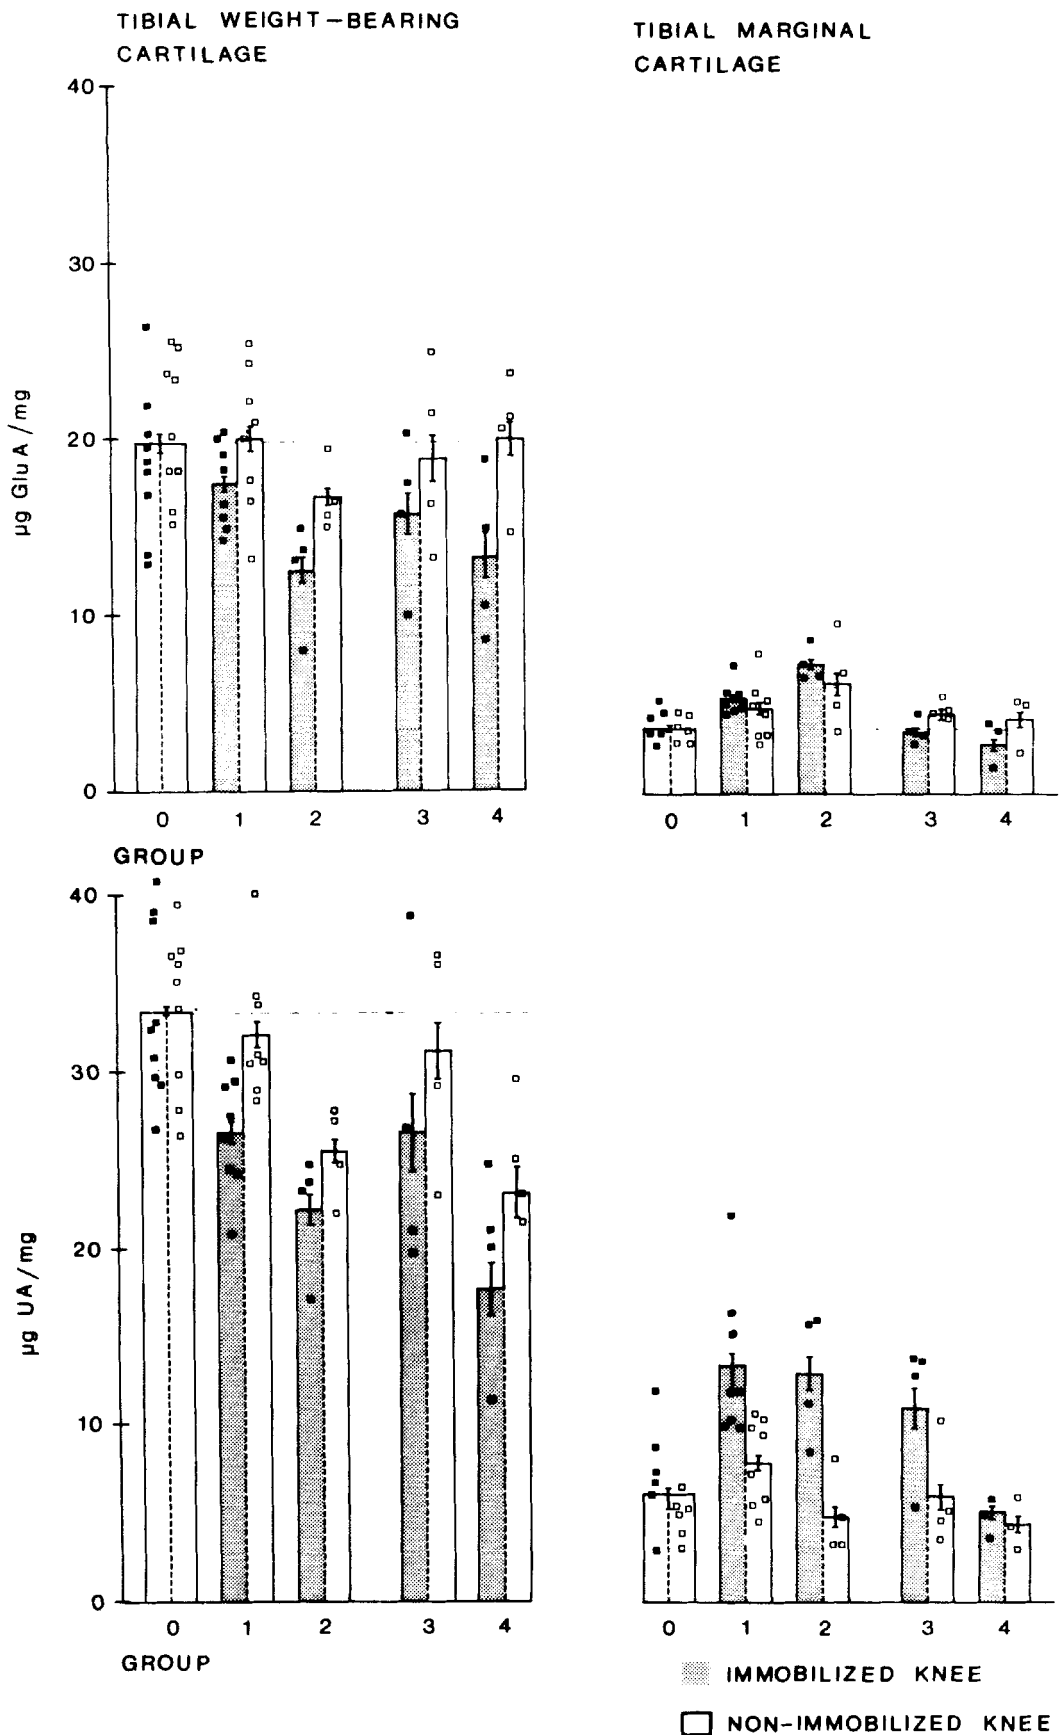 TIBIAL WEIGHT-BEARING
CARTILAGE
TIBIAL MARGINAL
CARTILAGE
40
30
20
10
0
µg GluA/mg
0 1 2 3 4
GROUP
0 1 2 3 4
40
30
20
10
0
µg UA/mg
0 1 2 3 4
GROUP
0 1 2 3 4
IMMOBILIZED KNEE
NON-IMMOBILIZED KNEE